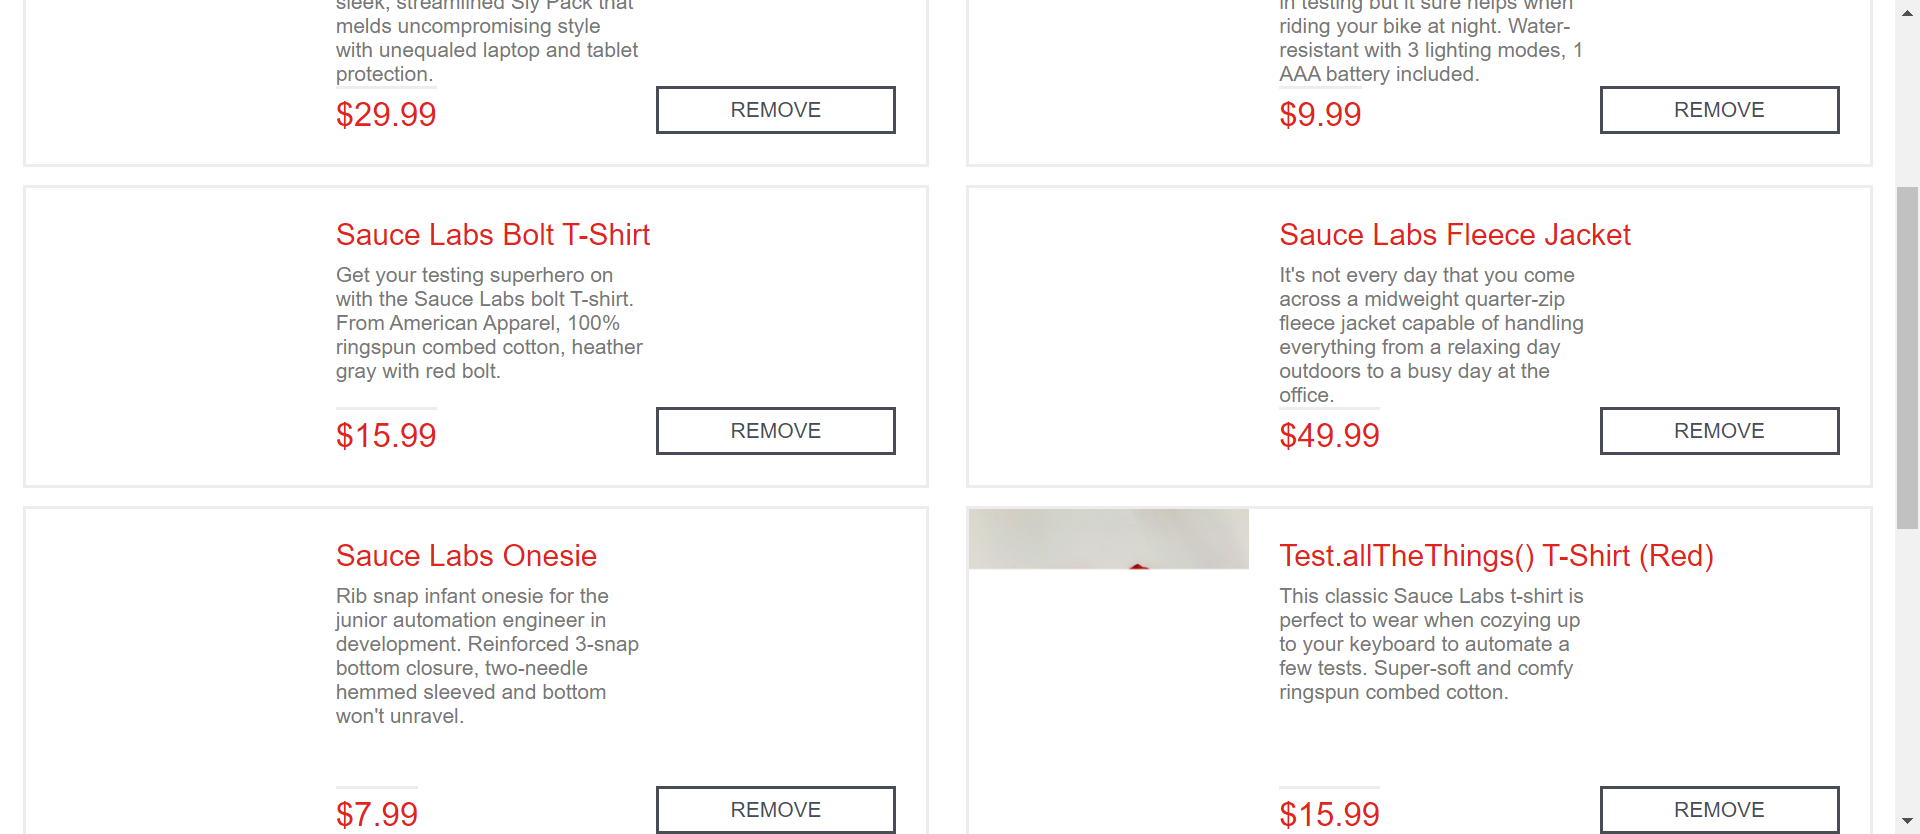 sleek, streamlined Sly Pack that
melds uncompromising style
with unequaled laptop and tablet
protection.
$29.99
REMOVE
in testing but it sure helps when
riding your bike at night. Water-
resistant with 3 lighting modes, 1
AAA battery included.
$9.99
REMOVE
Sauce Labs Bolt T-Shirt
Get your testing superhero on
with the Sauce Labs bolt T-shirt.
From American Apparel, 100%
ringspun combed cotton, heather
gray with red bolt.
$15.99
REMOVE
Sauce Labs Fleece Jacket
It's not every day that you come
across a midweight quarter-zip
fleece jacket capable of handling
everything from a relaxing day
outdoors to a busy day at the
office.
$49.99
REMOVE
Sauce Labs Onesie
Rib snap infant onesie for the
junior automation engineer in
development. Reinforced 3-snap
bottom closure, two-needle
hemmed sleeved and bottom
won't unravel.
$7.99
REMOVE
Test.allTheThings() T-Shirt (Red)
This classic Sauce Labs t-shirt is
perfect to wear when cozying up
to your keyboard to automate a
few tests. Super-soft and comfy
ringspun combed cotton.
$15.99
REMOVE